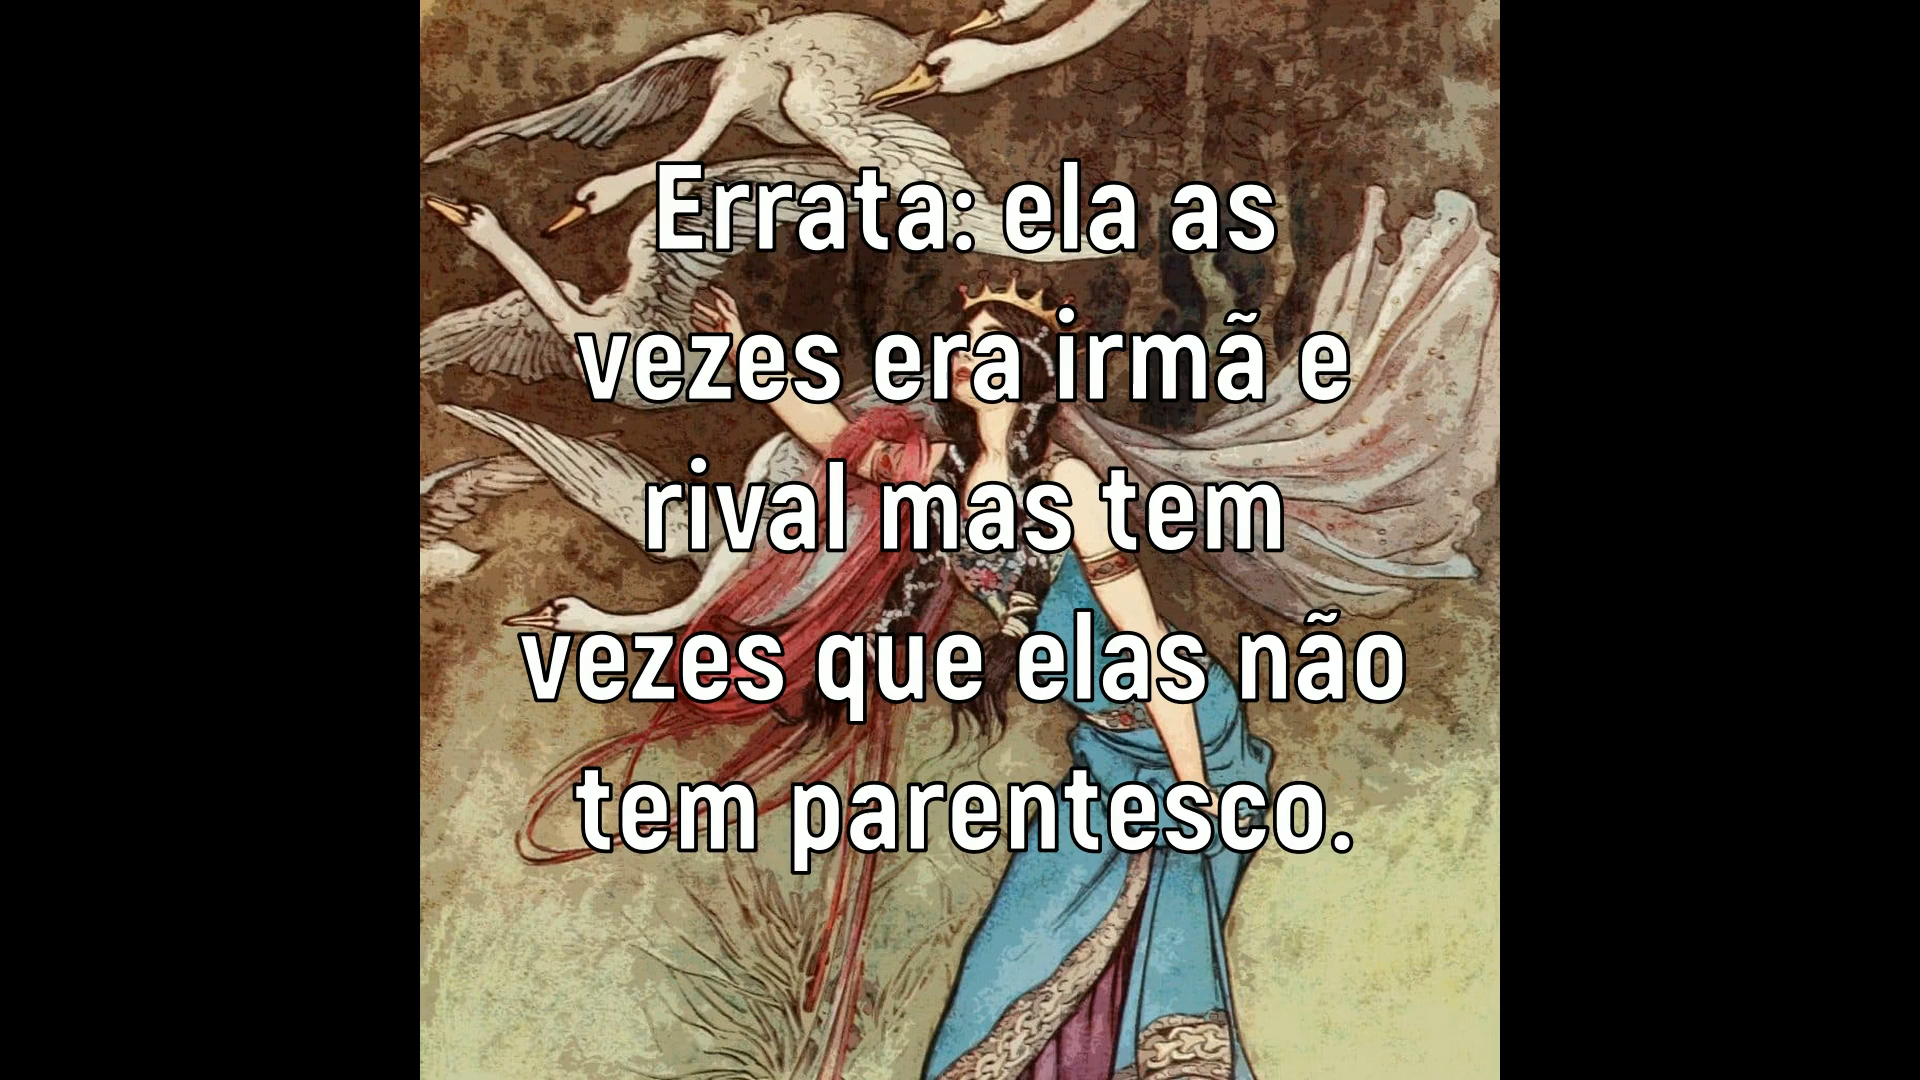 Errata: ela as
vezes era irmã e
rival mas tem
vezes que elas não
tem parentesco.